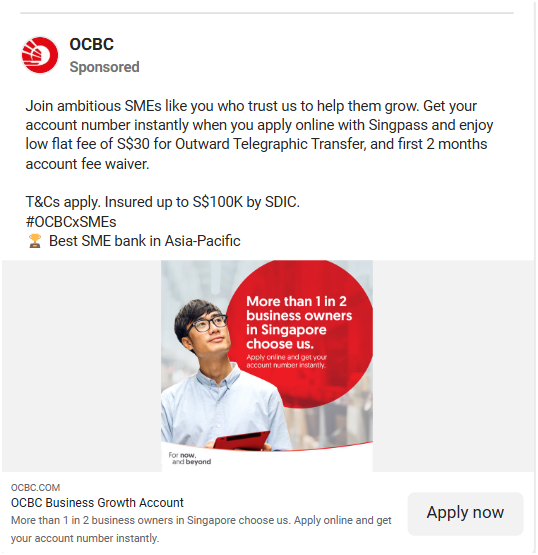 OCBC
Sponsored
Join ambitious SMEs like you who trust us to help them grow. Get your
account number instantly when you apply online with Singpass and enjoy
low flat fee of S$30 for Outward Telegraphic Transfer, and first 2 months
account fee waiver.
T&Cs apply. Insured up to S$100K by SDIC.
#OCBCxSMEs
🏆 Best SME bank in Asia-Pacific
More than 1 in 2
business owners
in Singapore
choose us.
Apply online and get your
account number instantly.
For now,
and beyond
OCBC.COM
OCBC Business Growth Account
More than 1 in 2 business owners in Singapore choose us. Apply online and get
your account number instantly.
Apply now